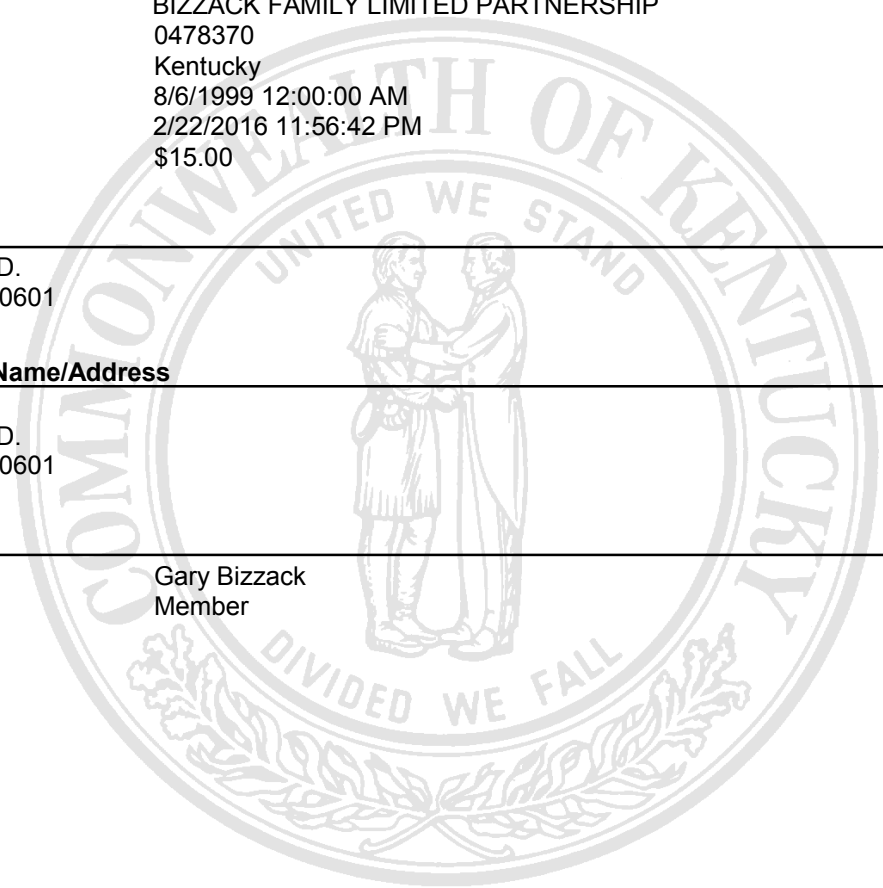 BIZZACK FAMILY LIMITED PARTNERSHIP
0478370
Kentucky
8/6/1999 12:00:00 AM
2/22/2016 11:56:42 PM
$15.00
COMMONWEALTH OF KENTUCKY
UNITED WE STAND
D.
0601
Name/Address
D.
0601
Gary Bizzack
Member
DIVIDED WE FALL